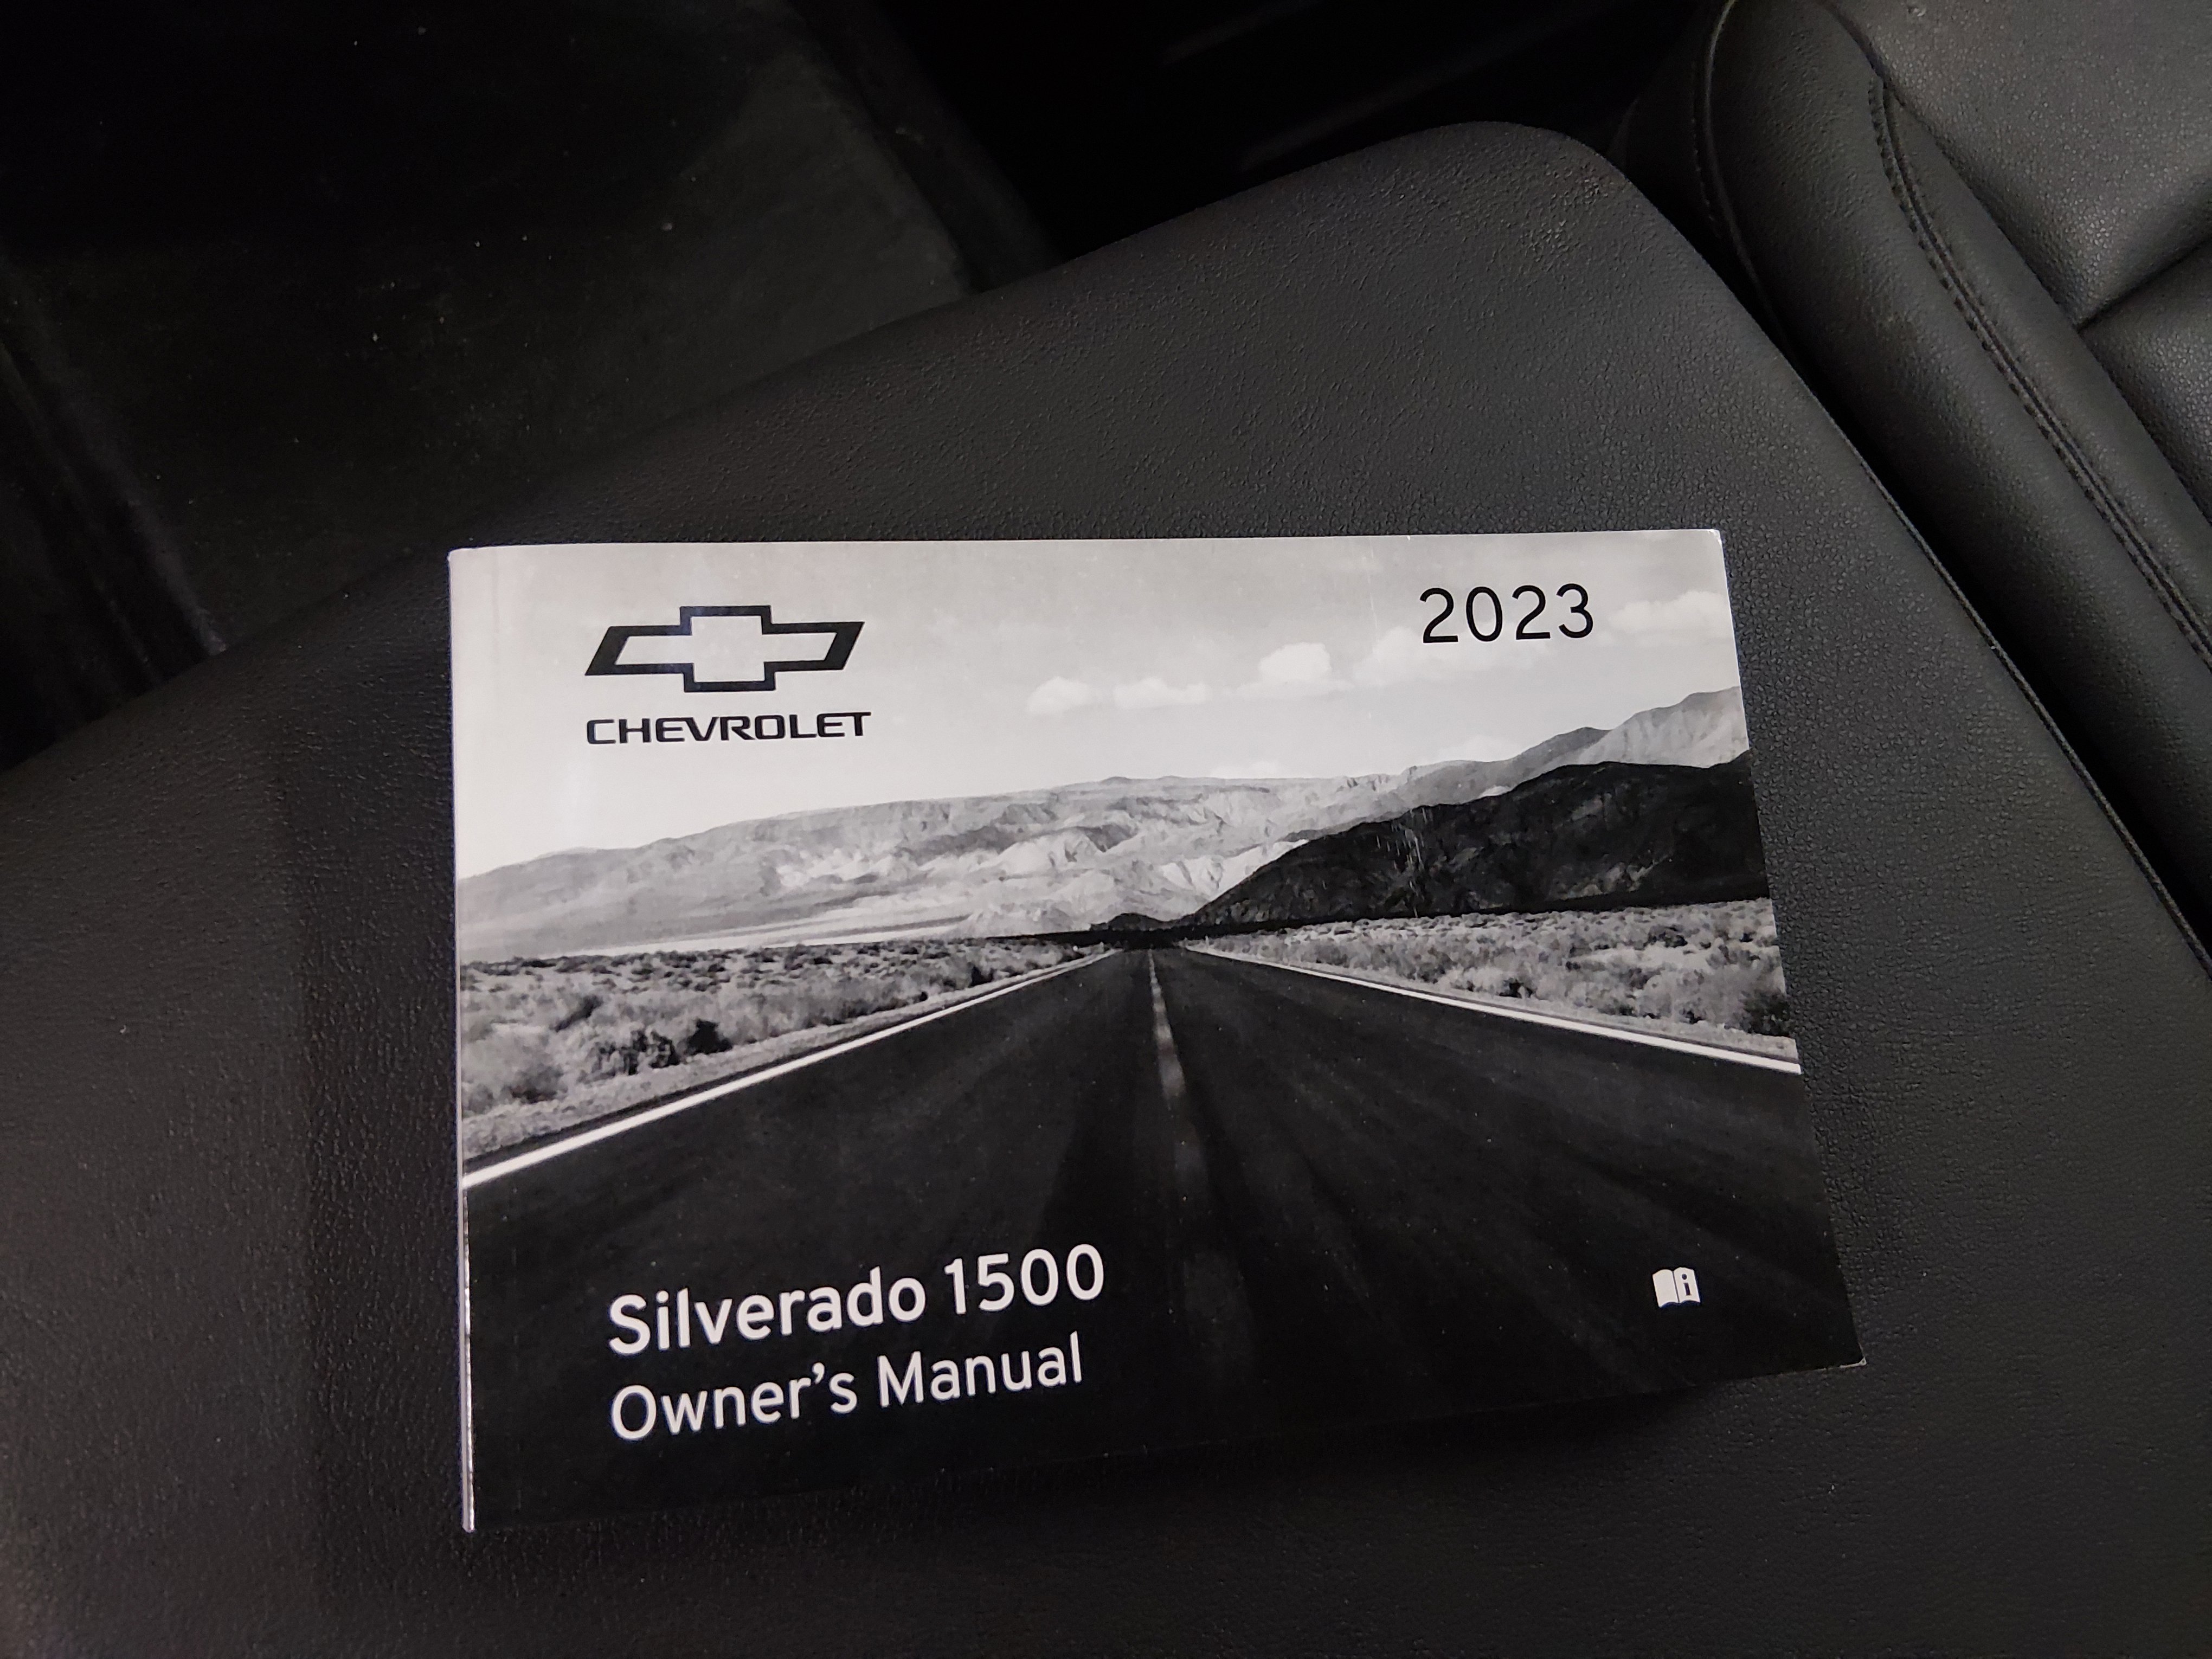 2023
CHEVROLET
Silverado 1500
Owner's Manual